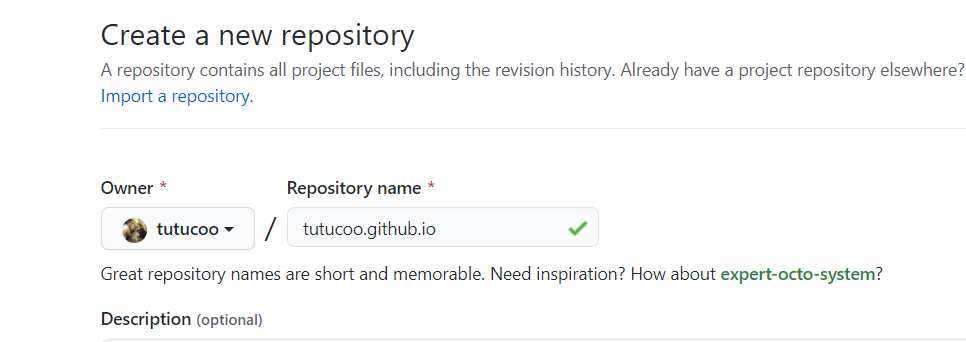 Create a new repository
A repository contains all project files, including the revision history. Already have a project repository elsewhere?
Import a repository.
Owner * Repository name *
tutucoo / tutucoo.github.io
Great repository names are short and memorable. Need inspiration? How about expert-octo-system?
Description (optional)